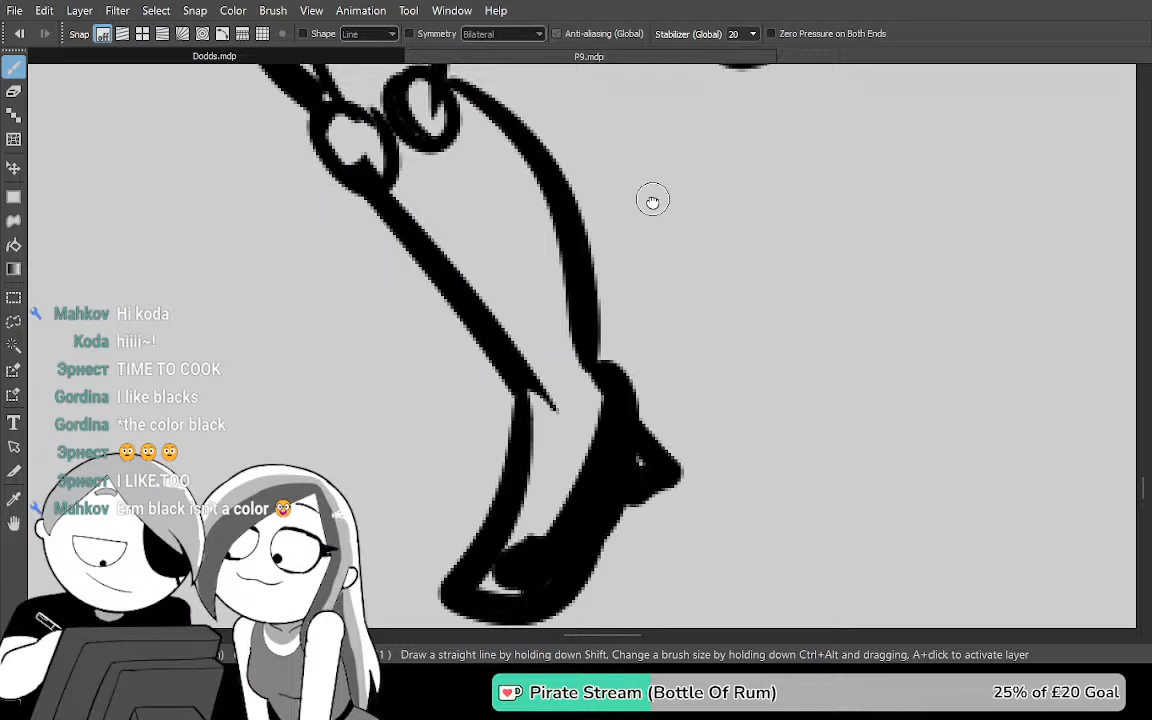 File Edit Layer Filter Select Snap Color Brush View Animation Tool Window Help
Snap off Shape Line Symmetry Bilateral Anti-aliasing (Global) Stabilizer (Global) 20 Zero Pressure on Both Ends
Dodds.mdp P9.mdp
Mahkov Hi koda
Koda hiiii~!
Эрнест TIME TO COOK
Gordina I like blacks
Gordina *the color black
Эрнест 😳😳😳
Эрнест I LIKE TOO
Mahkov Erm black isn't a color 🤓
1 ) Draw a straight line by holding down Shift, Change a brush size by holding down Ctrl+Alt and dragging, A+click to activate layer
Pirate Stream (Bottle Of Rum) 25% of £20 Goal